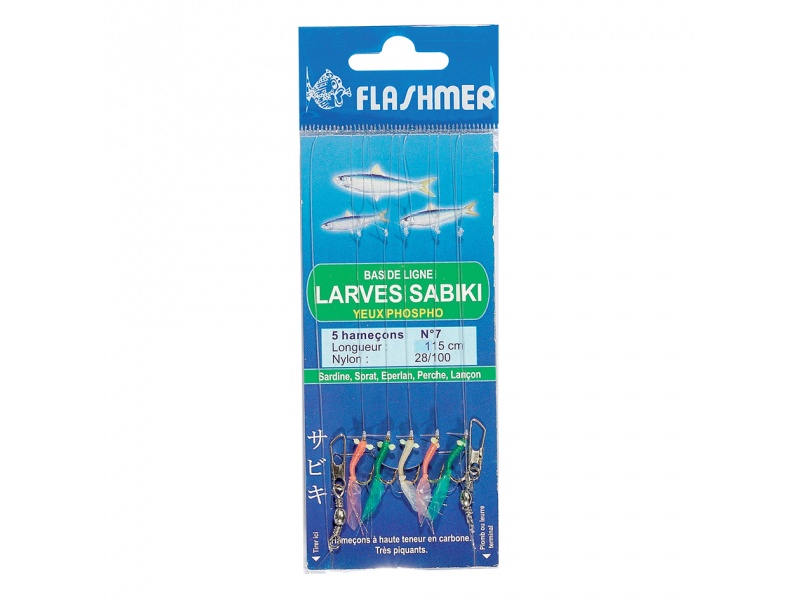 FLASHMER
BAS DE LIGNE
LARVES SABIKI
YEUX PHOSPHO
5 hameçons N°7
Longueur : 115 cm
Nylon : 28/100
Sardine, Sprat, Eperlan, Perche, Lançon
サビキ
Tirer ici
Hameçons à haute teneur en carbone.
Très piquants.
Plomb ou leurre
terminal